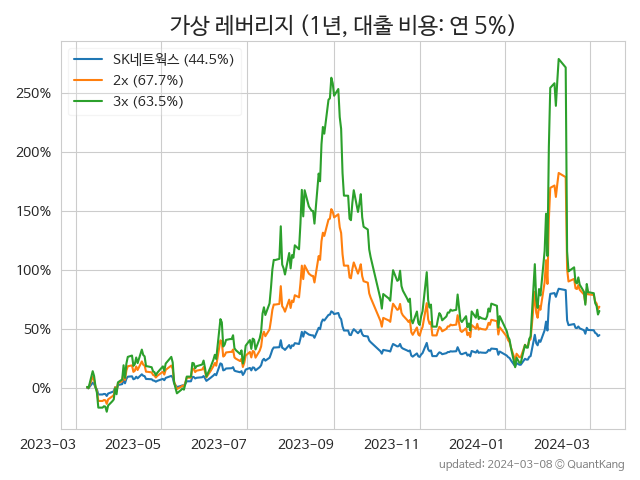 가상 레버리지 (1년, 대출 비용: 연 5%)
SK네트웍스 (44.5%)
2x (67.7%)
3x (63.5%)
250%
200%
150%
100%
50%
0%
2023-03 2023-05 2023-07 2023-09 2023-11 2024-01 2024-03
updated: 2024-03-08 © QuantKang